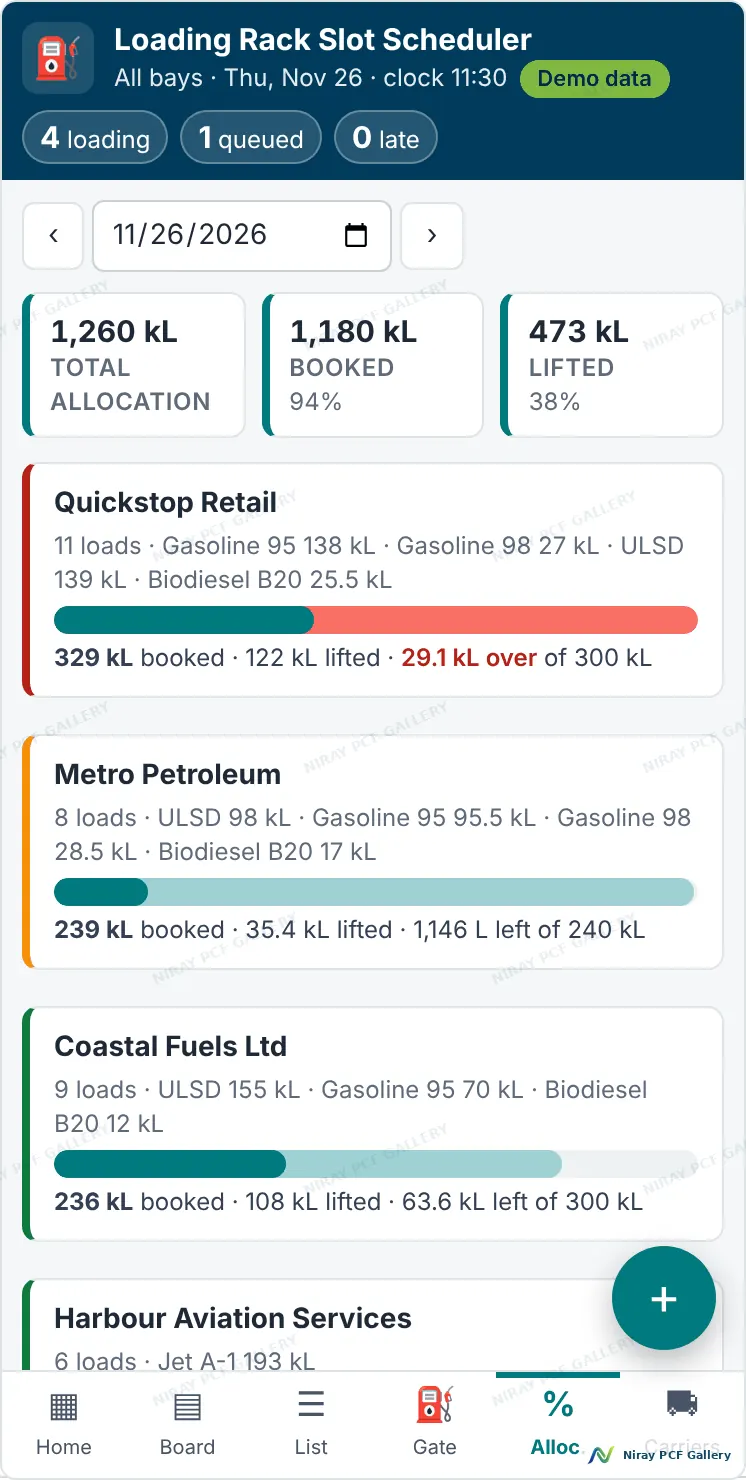 Loading Rack Slot Scheduler
All bays · Thu, Nov 26 · clock 11:30 Demo data
4 loading 1 queued 0 late
‹ 11/26/2026 ›
1,260 kL 1,180 kL 473 kL
TOTAL BOOKED LIFTED
ALLOCATION 94% 38%
Quickstop Retail
11 loads · Gasoline 95 138 kL · Gasoline 98 27 kL · ULSD
139 kL · Biodiesel B20 25.5 kL
329 kL booked · 122 kL lifted · 29.1 kL over of 300 kL
Metro Petroleum
8 loads · ULSD 98 kL · Gasoline 95 95.5 kL · Gasoline 98
28.5 kL · Biodiesel B20 17 kL
239 kL booked · 35.4 kL lifted · 1,146 L left of 240 kL
Coastal Fuels Ltd
9 loads · ULSD 155 kL · Gasoline 95 70 kL · Biodiesel
B20 12 kL
236 kL booked · 108 kL lifted · 63.6 kL left of 300 kL
+
Harbour Aviation Services
6 loads · Jet A-1 193 kL
%
Home Board List Gate Alloc. Carriers
Niray PCF Gallery
NIRAY PCF GALLERY